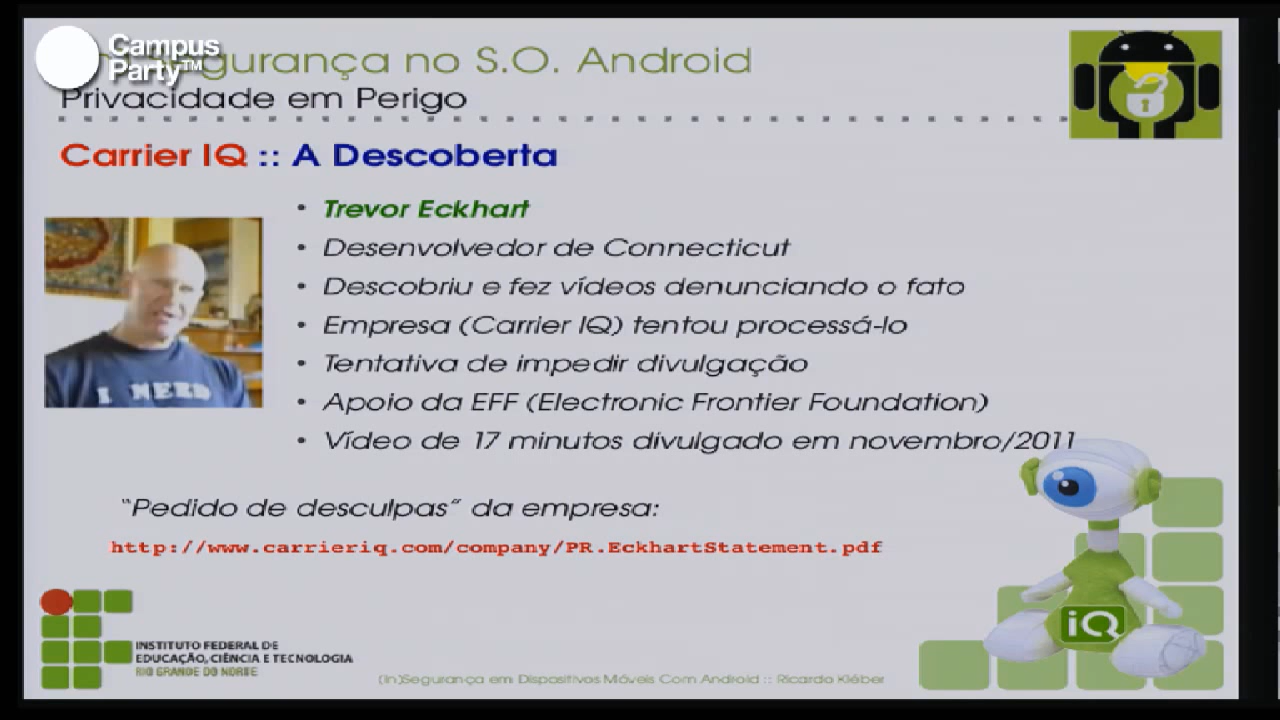 Campus
Party™
Segurança no S.O. Android
Privacidade em Perigo
Carrier IQ :: A Descoberta
• Trevor Eckhart
• Desenvolvedor de Connecticut
• Descobriu e fez vídeos denunciando o fato
• Empresa (Carrier IQ) tentou processá-lo
• Tentativa de impedir divulgação
• Apoio da EFF (Electronic Frontier Foundation)
• Vídeo de 17 minutos divulgado em novembro/2011
I NEED
"Pedido de desculpas" da empresa:
http://www.carrieriq.com/company/PR.EckhartStatement.pdf
iQ
INSTITUTO FEDERAL DE
EDUCAÇÃO, CIÊNCIA E TECNOLOGIA
RIO GRANDE DO NORTE
(In)Segurança em Dispositivos Móveis Com Android :: Ricardo Kléber